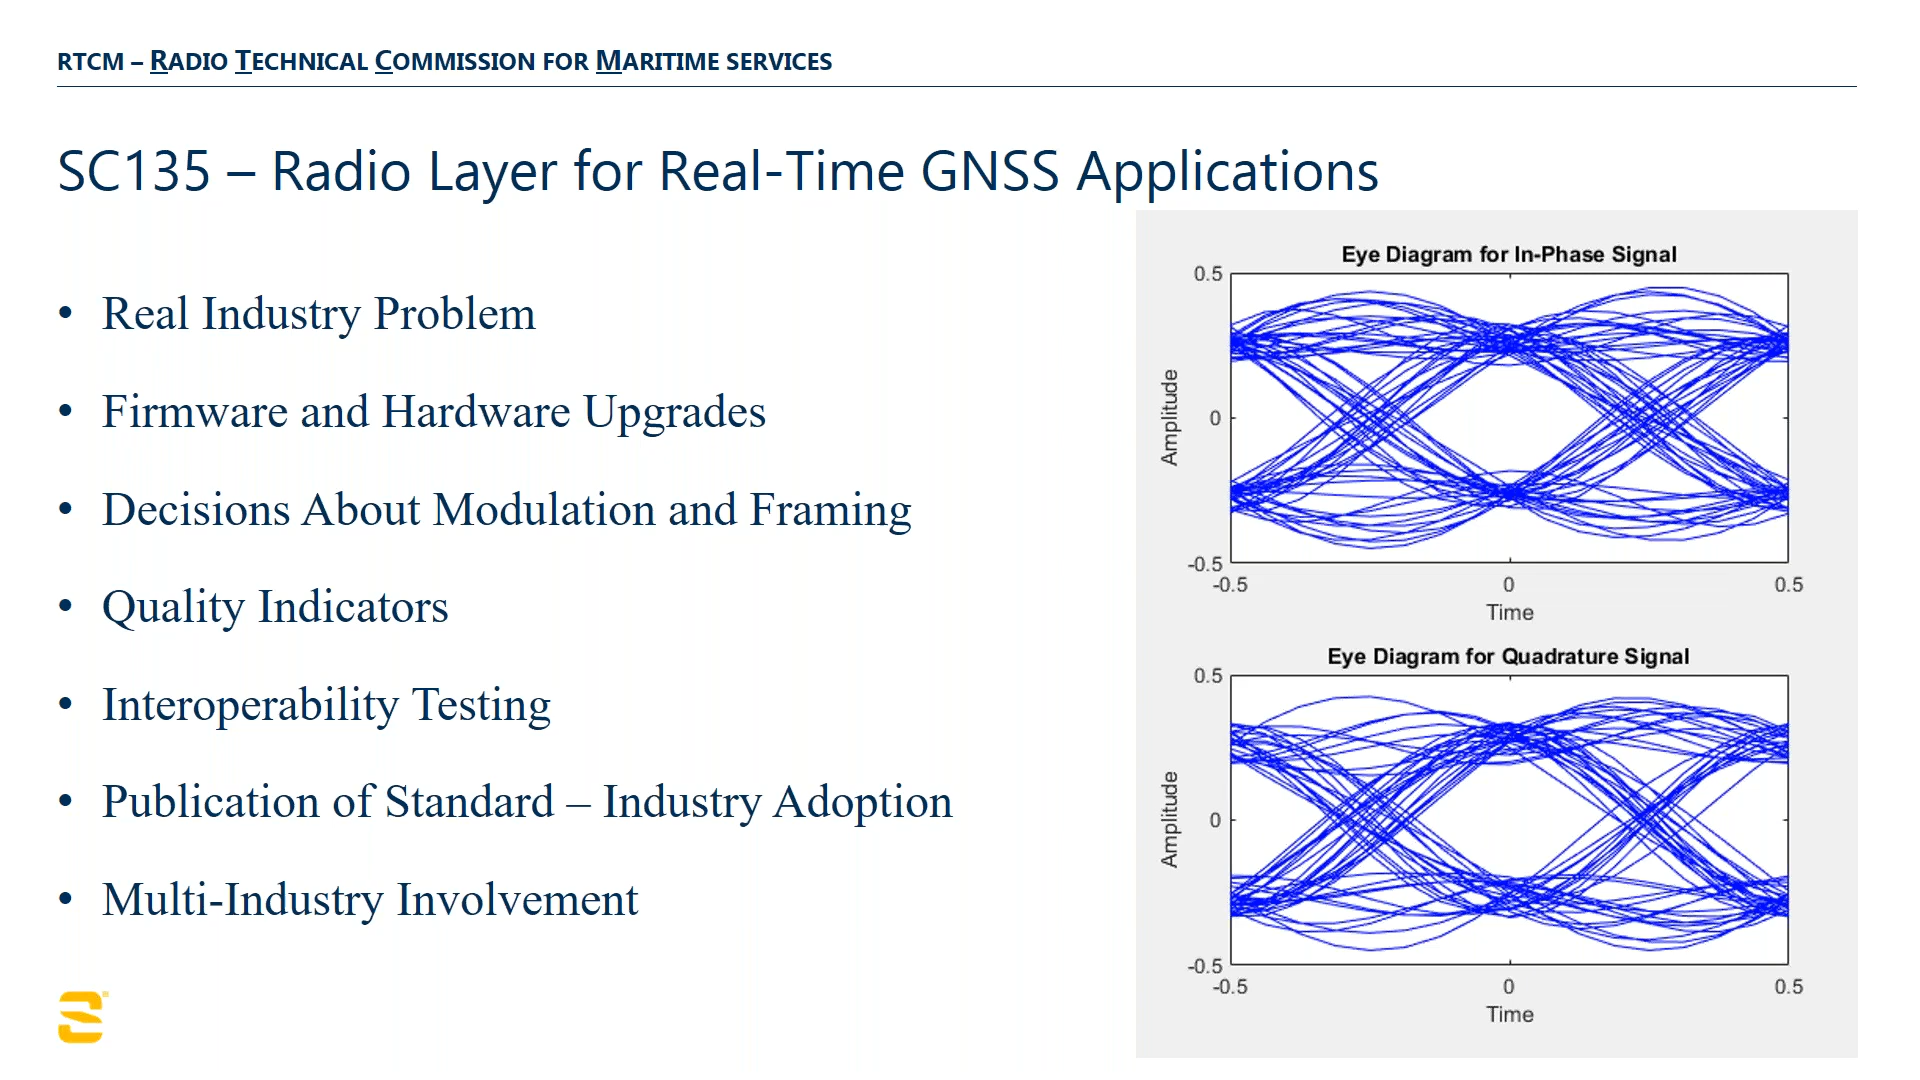 RTCM – RADIO TECHNICAL COMMISSION FOR MARITIME SERVICES
SC135 – Radio Layer for Real-Time GNSS Applications
• Real Industry Problem
• Firmware and Hardware Upgrades
• Decisions About Modulation and Framing
• Quality Indicators
• Interoperability Testing
• Publication of Standard – Industry Adoption
• Multi-Industry Involvement
Eye Diagram for In-Phase Signal
0.5
0
-0.5
Amplitude
-0.5 0 0.5
Time
Eye Diagram for Quadrature Signal
0.5
0
-0.5
Amplitude
-0.5 0 0.5
Time